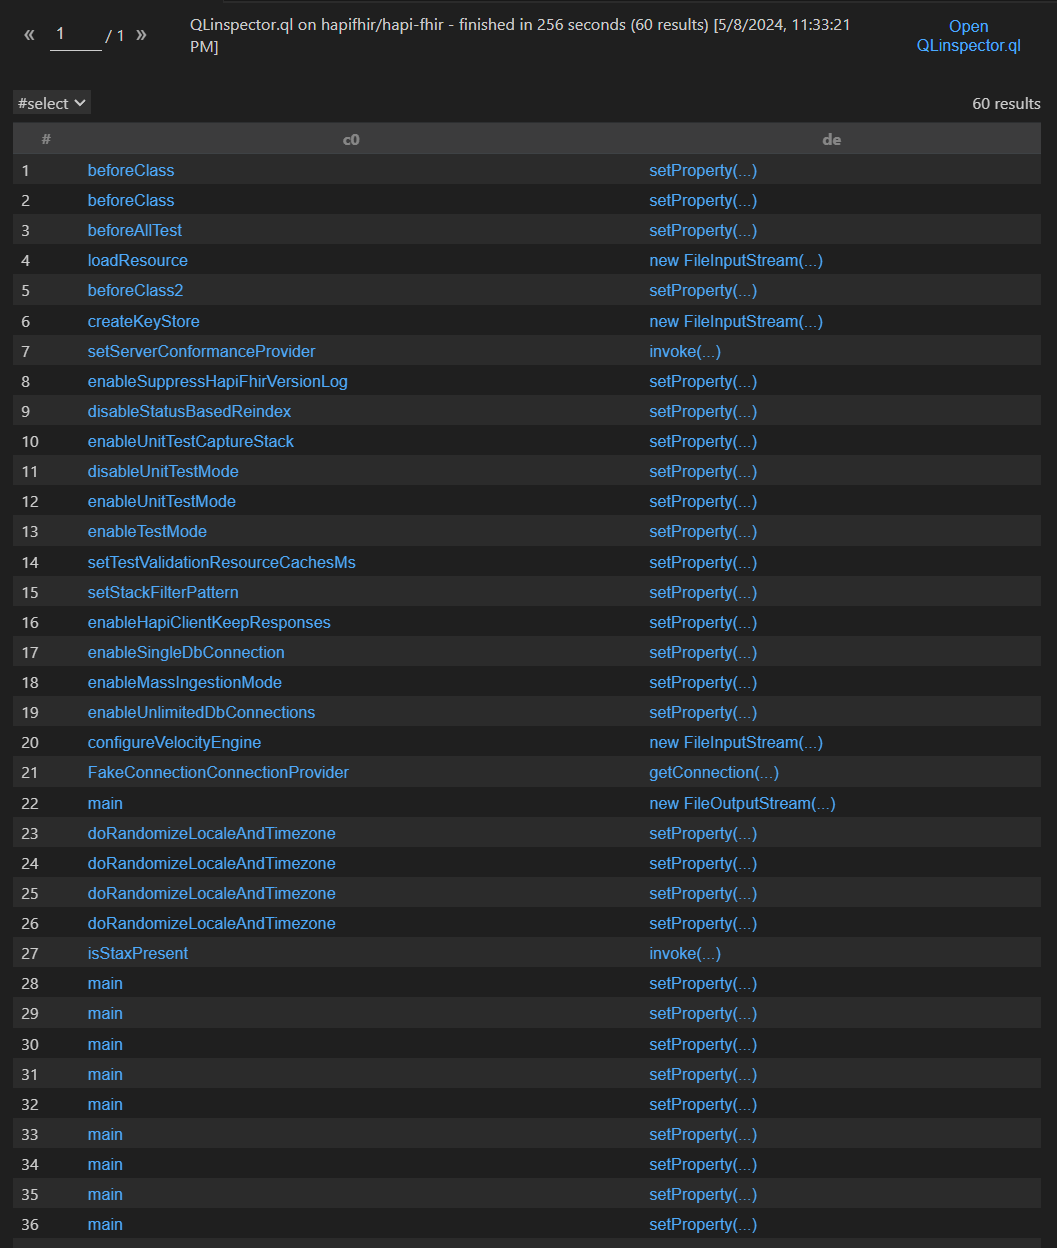 « 1 / 1 » QLinspector.ql on hapifhir/hapi-fhir - finished in 256 seconds (60 results) [5/8/2024, 11:33:21 PM] Open QLinspector.ql
#select 60 results
# c0 de
1 beforeClass setProperty(...)
2 beforeClass setProperty(...)
3 beforeAllTest setProperty(...)
4 loadResource new FileInputStream(...)
5 beforeClass2 setProperty(...)
6 createKeyStore new FileInputStream(...)
7 setServerConformanceProvider invoke(...)
8 enableSuppressHapiFhirVersionLog setProperty(...)
9 disableStatusBasedReindex setProperty(...)
10 enableUnitTestCaptureStack setProperty(...)
11 disableUnitTestMode setProperty(...)
12 enableUnitTestMode setProperty(...)
13 enableTestMode setProperty(...)
14 setTestValidationResourceCachesMs setProperty(...)
15 setStackFilterPattern setProperty(...)
16 enableHapiClientKeepResponses setProperty(...)
17 enableSingleDbConnection setProperty(...)
18 enableMassIngestionMode setProperty(...)
19 enableUnlimitedDbConnections setProperty(...)
20 configureVelocityEngine new FileInputStream(...)
21 FakeConnectionConnectionProvider getConnection(...)
22 main new FileOutputStream(...)
23 doRandomizeLocaleAndTimezone setProperty(...)
24 doRandomizeLocaleAndTimezone setProperty(...)
25 doRandomizeLocaleAndTimezone setProperty(...)
26 doRandomizeLocaleAndTimezone setProperty(...)
27 isStaxPresent invoke(...)
28 main setProperty(...)
29 main setProperty(...)
30 main setProperty(...)
31 main setProperty(...)
32 main setProperty(...)
33 main setProperty(...)
34 main setProperty(...)
35 main setProperty(...)
36 main setProperty(...)